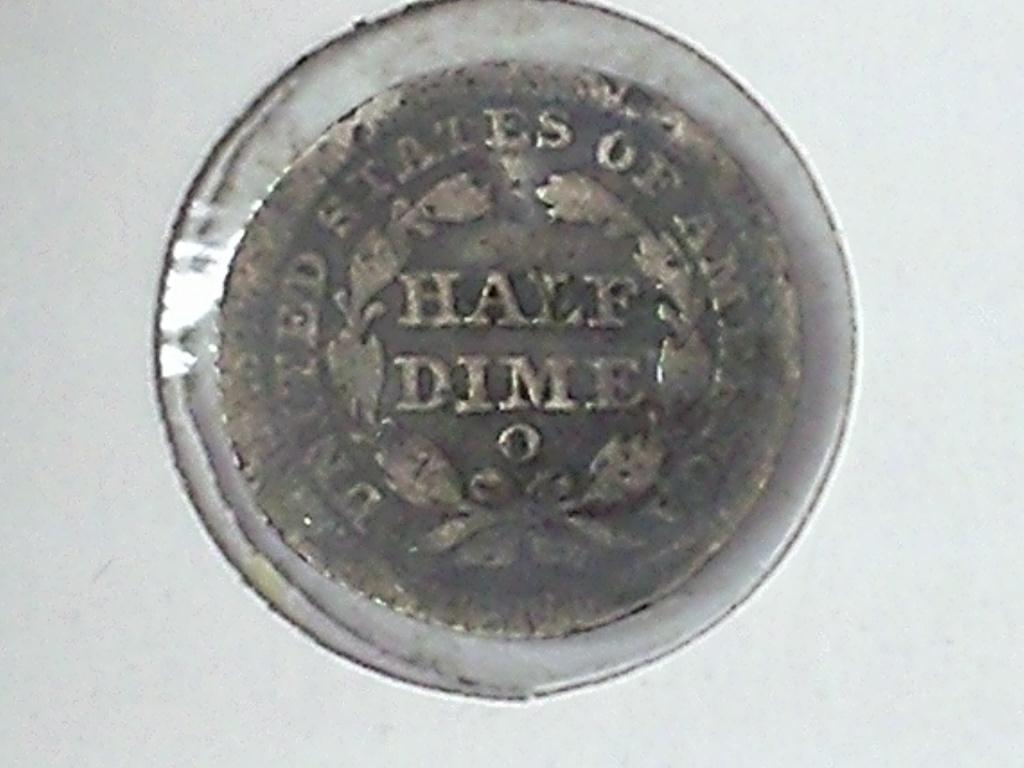 UNITED STATES OF AMERICA
HALF
DIME
O